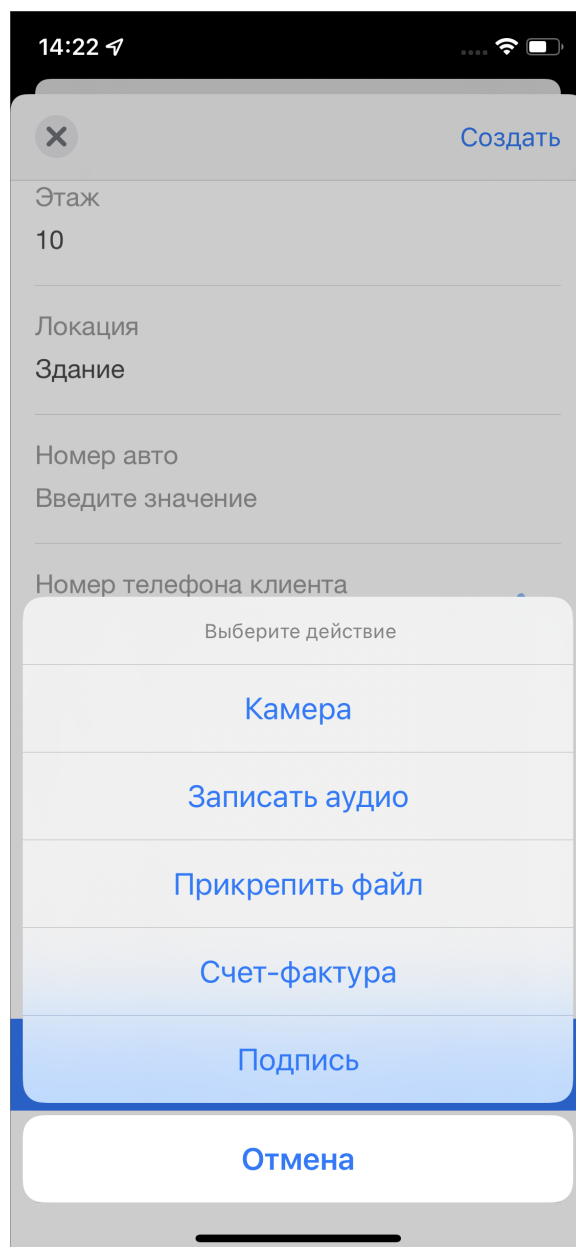 14:22
Создать
Этаж
10
Локация
Здание
Номер авто
Введите значение
Номер телефона клиента
Выберите действие
Камера
Записать аудио
Прикрепить файл
Счет-фактура
Подпись
Отмена